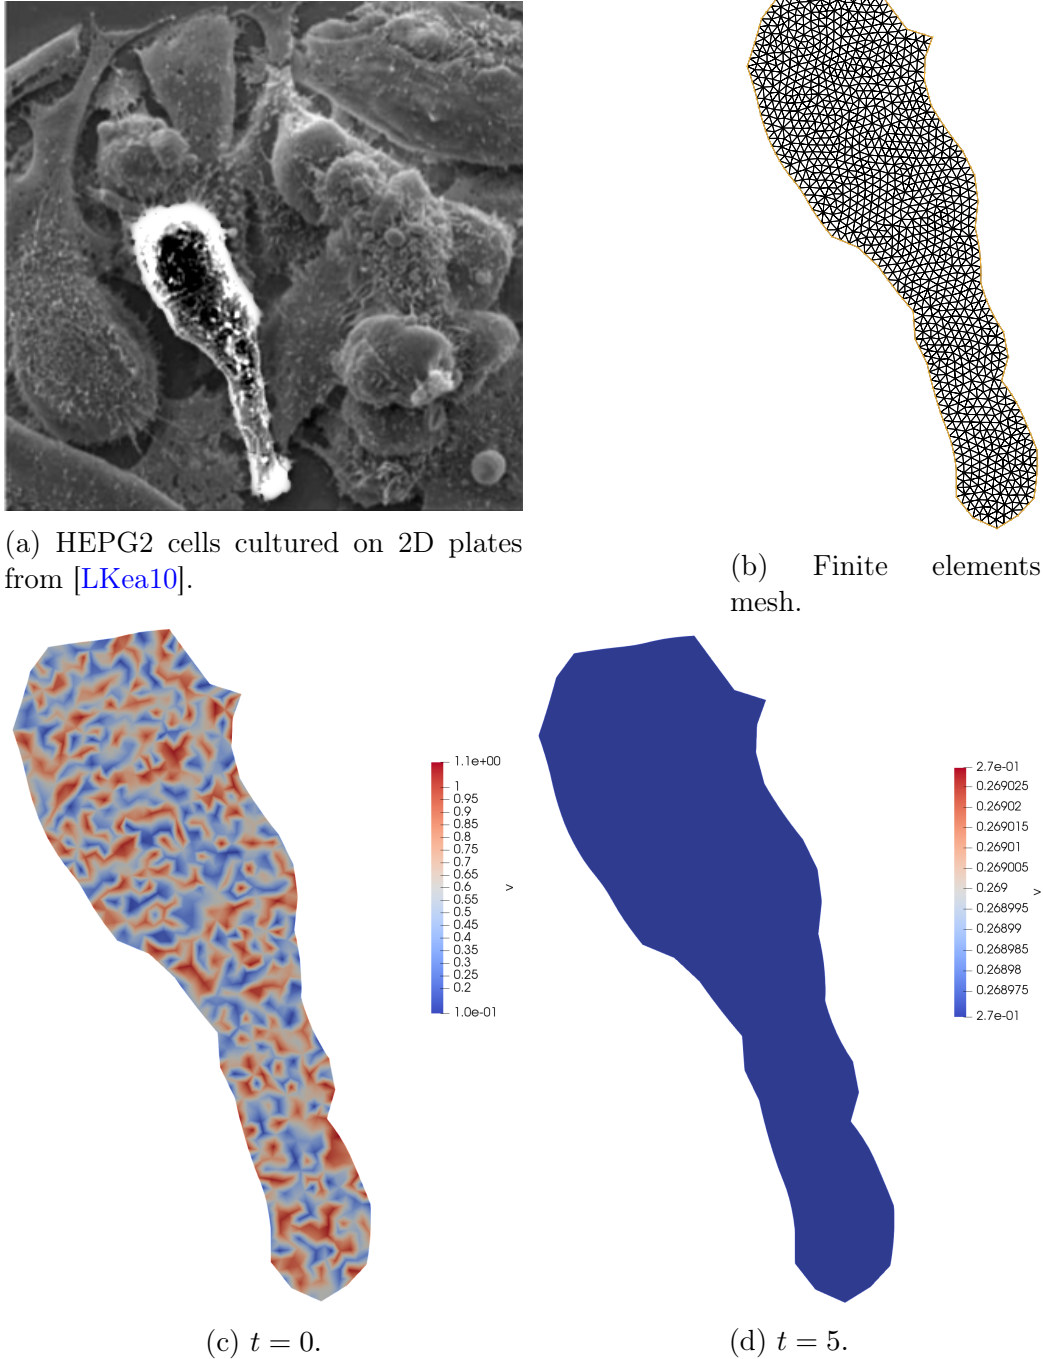 (a) HEPG2 cells cultured on 2D plates
from [LKea10].
(b) Finite elements
mesh.
1.1e+00
1
0.95
0.9
0.85
0.8
0.75
0.7
0.65
0.6
0.55
0.5
0.45
0.4
0.35
0.3
0.25
0.2
1.0e-01
v
2.7e-01
0.269025
0.26902
0.269015
0.26901
0.269005
0.269
0.268995
0.26899
0.268985
0.26898
0.268975
2.7e-01
v
(c) t = 0.
(d) t = 5.